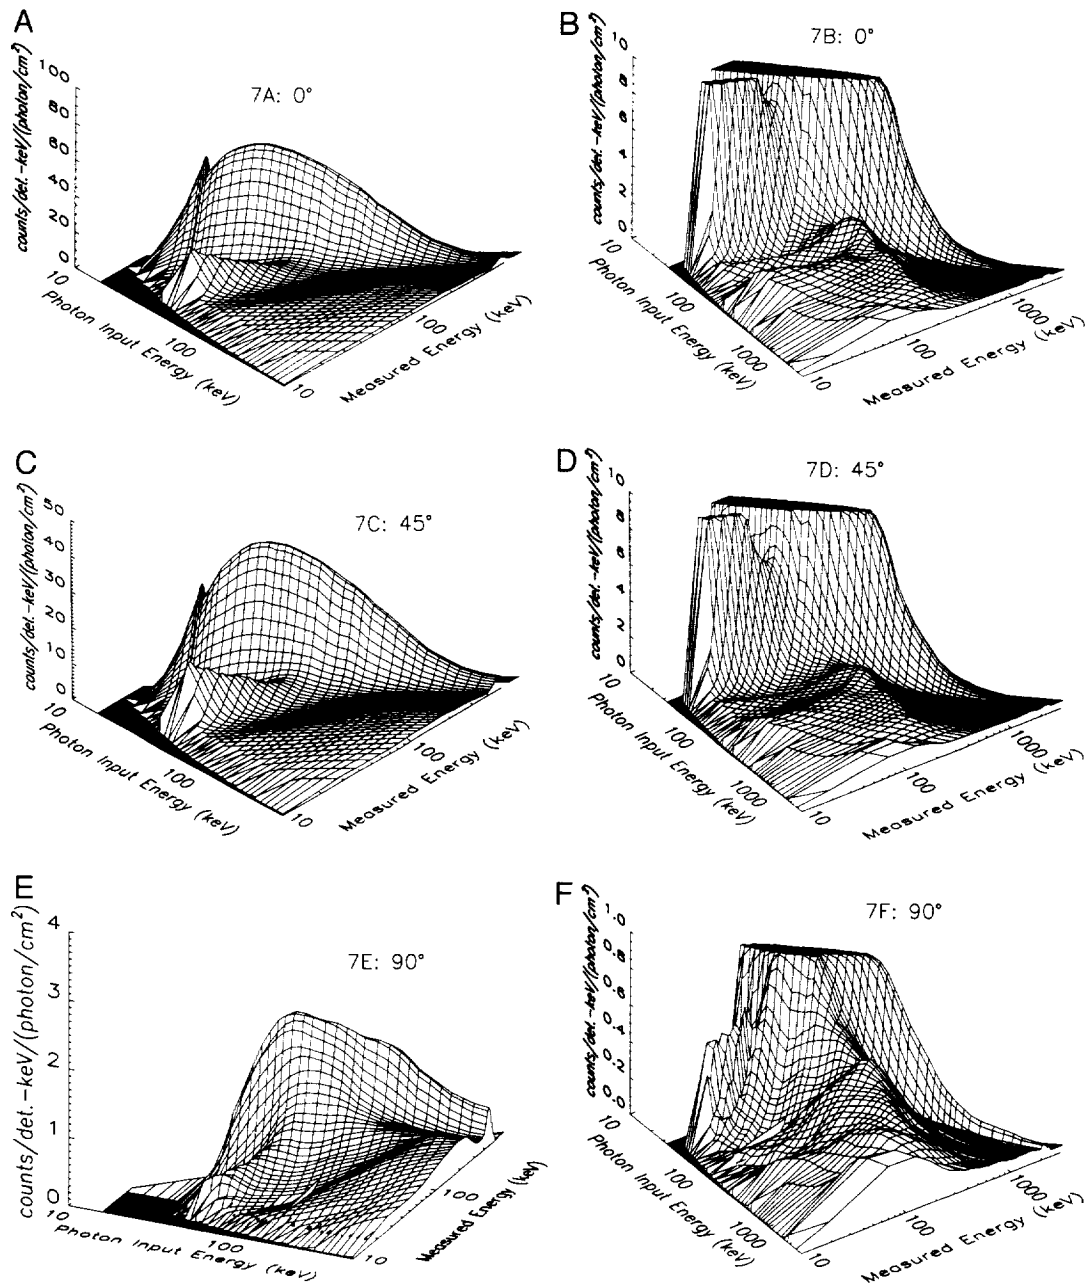 A
7A: 0°
counts/det.-keV/(photon/cm²)
100
80
60
40
20
0
10
100
Photon Input Energy (keV)
10
100
Measured Energy (keV)
B
7B: 0°
counts/det.-keV/(photon/cm²)
10
8
6
4
2
0
10
100
1000
Photon Input Energy (keV)
10
100
1000
Measured Energy (keV)
C
7C: 45°
counts/det.-keV/(photon/cm²)
50
40
30
20
10
0
10
100
Photon Input Energy (keV)
10
100
Measured Energy (keV)
D
7D: 45°
counts/det.-keV/(photon/cm²)
10
8
6
4
2
0
10
100
1000
Photon Input Energy (keV)
10
100
1000
Measured Energy (keV)
E
7E: 90°
counts/det.-keV/(photon/cm²)
4
3
2
1
0
10
100
Photon Input Energy (keV)
10
100
Measured Energy (keV)
F
7F: 90°
counts/det.-keV/(photon/cm²)
1.0
0.8
0.6
0.4
0.2
0.0
10
100
1000
Photon Input Energy (keV)
10
100
1000
Measured Energy (keV)